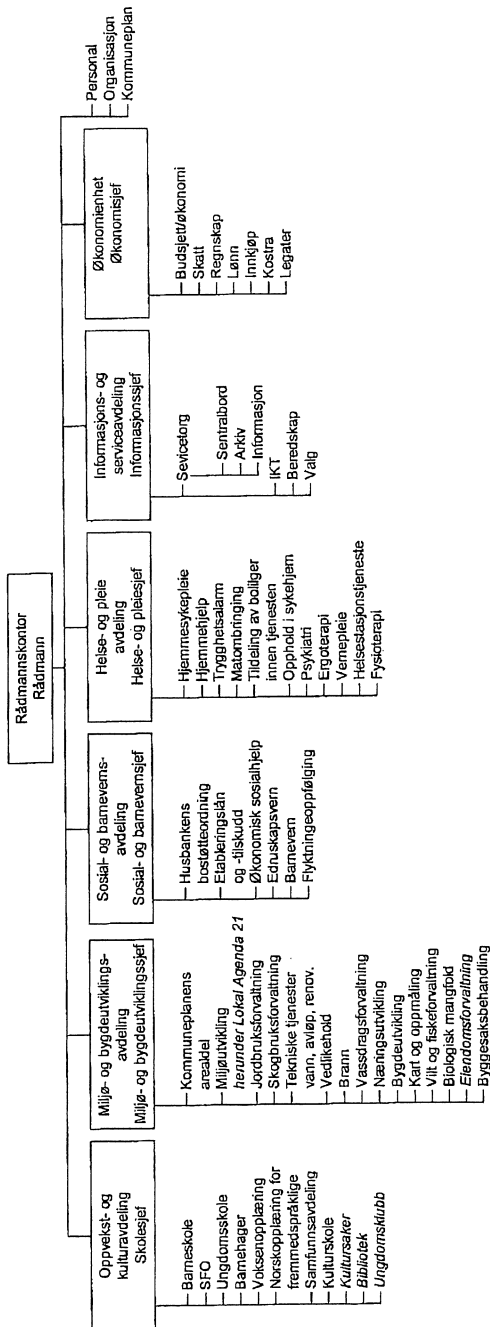 Rådmannskontor
Rådmann
Oppvekst- og
kulturavdeling
Skolesjef
Barneskole
SFO
Ungdomsskole
Barnehager
Voksenopplæring
Norskopplæring for
fremmedspråklige
Samfunnsavdeling
Kulturskole
Kultursaker
Bibliotek
Ungdomsklubb
Miljø- og bygdeutviklings-
avdeling
Miljø- og bygdeutviklingssjef
Kommuneplanens
arealdel
Miljøutvikling
herunder Lokal Agenda 21
Jordbruksforvaltning
Skogbruksforvaltning
Tekniske tjenester
vann, avløp, renov.
Vedlikehold
Brann
Vassdragsforvaltning
Næringsutvikling
Bygdeutvikling
Kart og oppmåling
Vilt og fiskeforvaltning
Biologisk mangfold
Eiendomsforvaltning
Byggesaksbehandling
Sosial- og barneverns-
avdeling
Sosial- og barnevernsjef
Husbankens
bostøtteordning
Etableringslån
og -tilskudd
Økonomisk sosialhjelp
Edruskapsvern
Barnevern
Flyktningeoppfølging
Helse- og pleie
avdeling
Helse- og pleiesjef
Hjemmesykepleie
Hjemmehjelp
Trygghetsalarm
Matombringing
Tildeling av bolilger
innen tjenesten
Opphold i sykehjem
Psykiatri
Ergoterapi
Vernepleie
Helsestasjonstjeneste
Fysioterapi
Informasjons- og
serviceavdeling
Informasjonssjef
Sevicetorg
Sentralbord
Arkiv
Informasjon
IKT
Beredskap
Valg
Økonomienhet
Økonomisjef
Budsjett/økonomi
Skatt
Regnskap
Lønn
Innkjøp
Kostra
Legater
Personal
Organisasjon
Kommuneplan